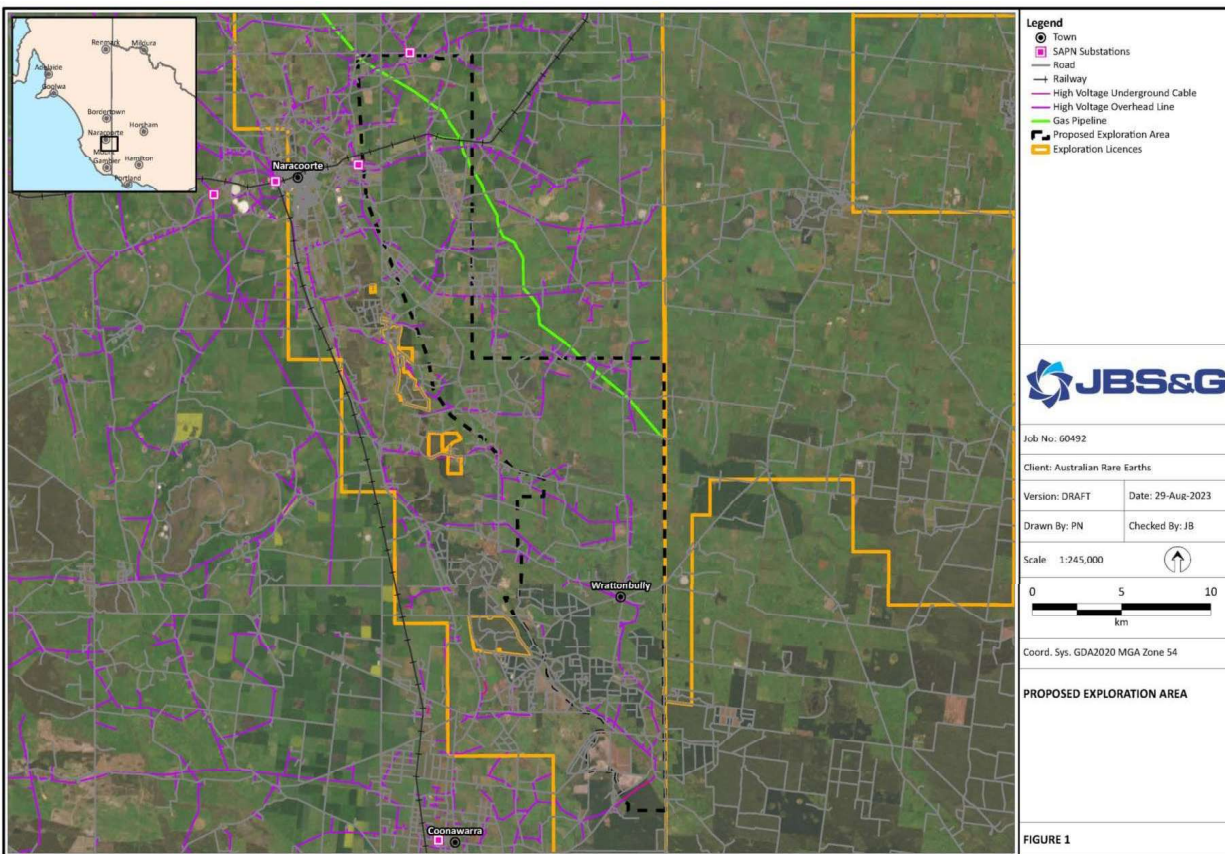 Renmark
Mildura
Adelaide
Goolwa
Bordertown
Horsham
Naracoorte
Mount
Gambier
Hamilton
Portland
Naracoorte
Wrattonbully
Coonawarra
Legend
Town
SAPN Substations
Road
Railway
High Voltage Underground Cable
High Voltage Overhead Line
Gas Pipeline
Proposed Exploration Area
Exploration Licences
JBS&G
Job No: 60492
Client: Australian Rare Earths
Version: DRAFT
Date: 29-Aug-2023
Drawn By: PN
Checked By: JB
Scale 1:245,000
0 5 10
km
Coord. Sys. GDA2020 MGA Zone 54
PROPOSED EXPLORATION AREA
FIGURE 1